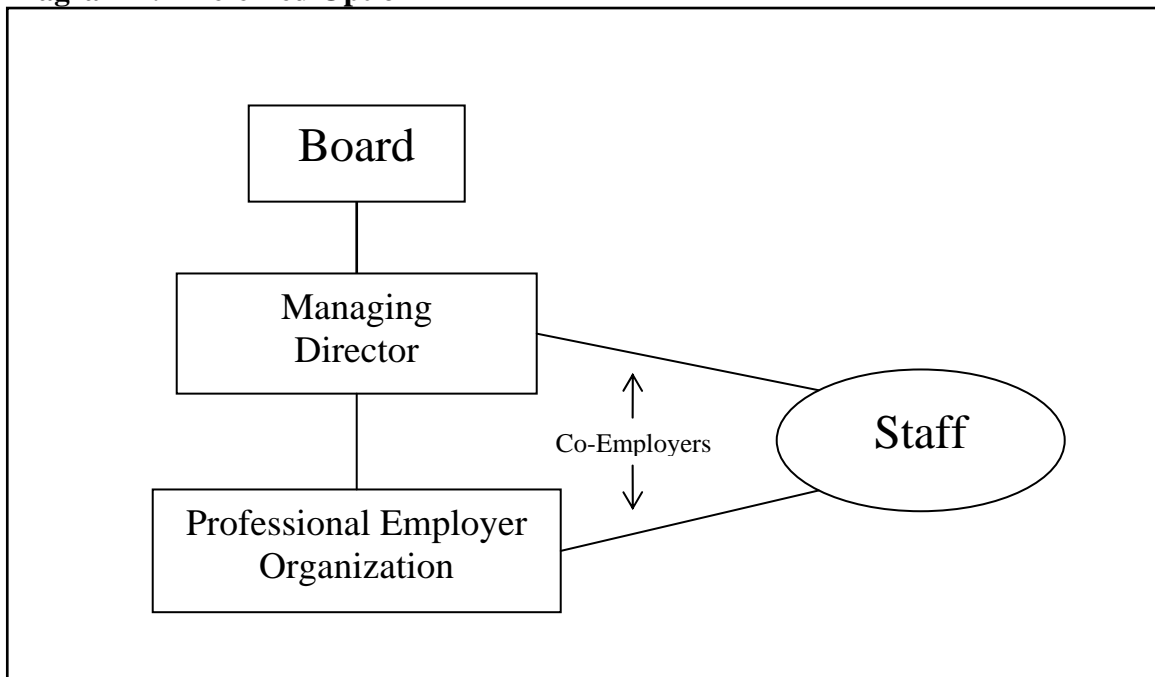 Board
Managing
Director
Co-Employers
Staff
Professional Employer
Organization